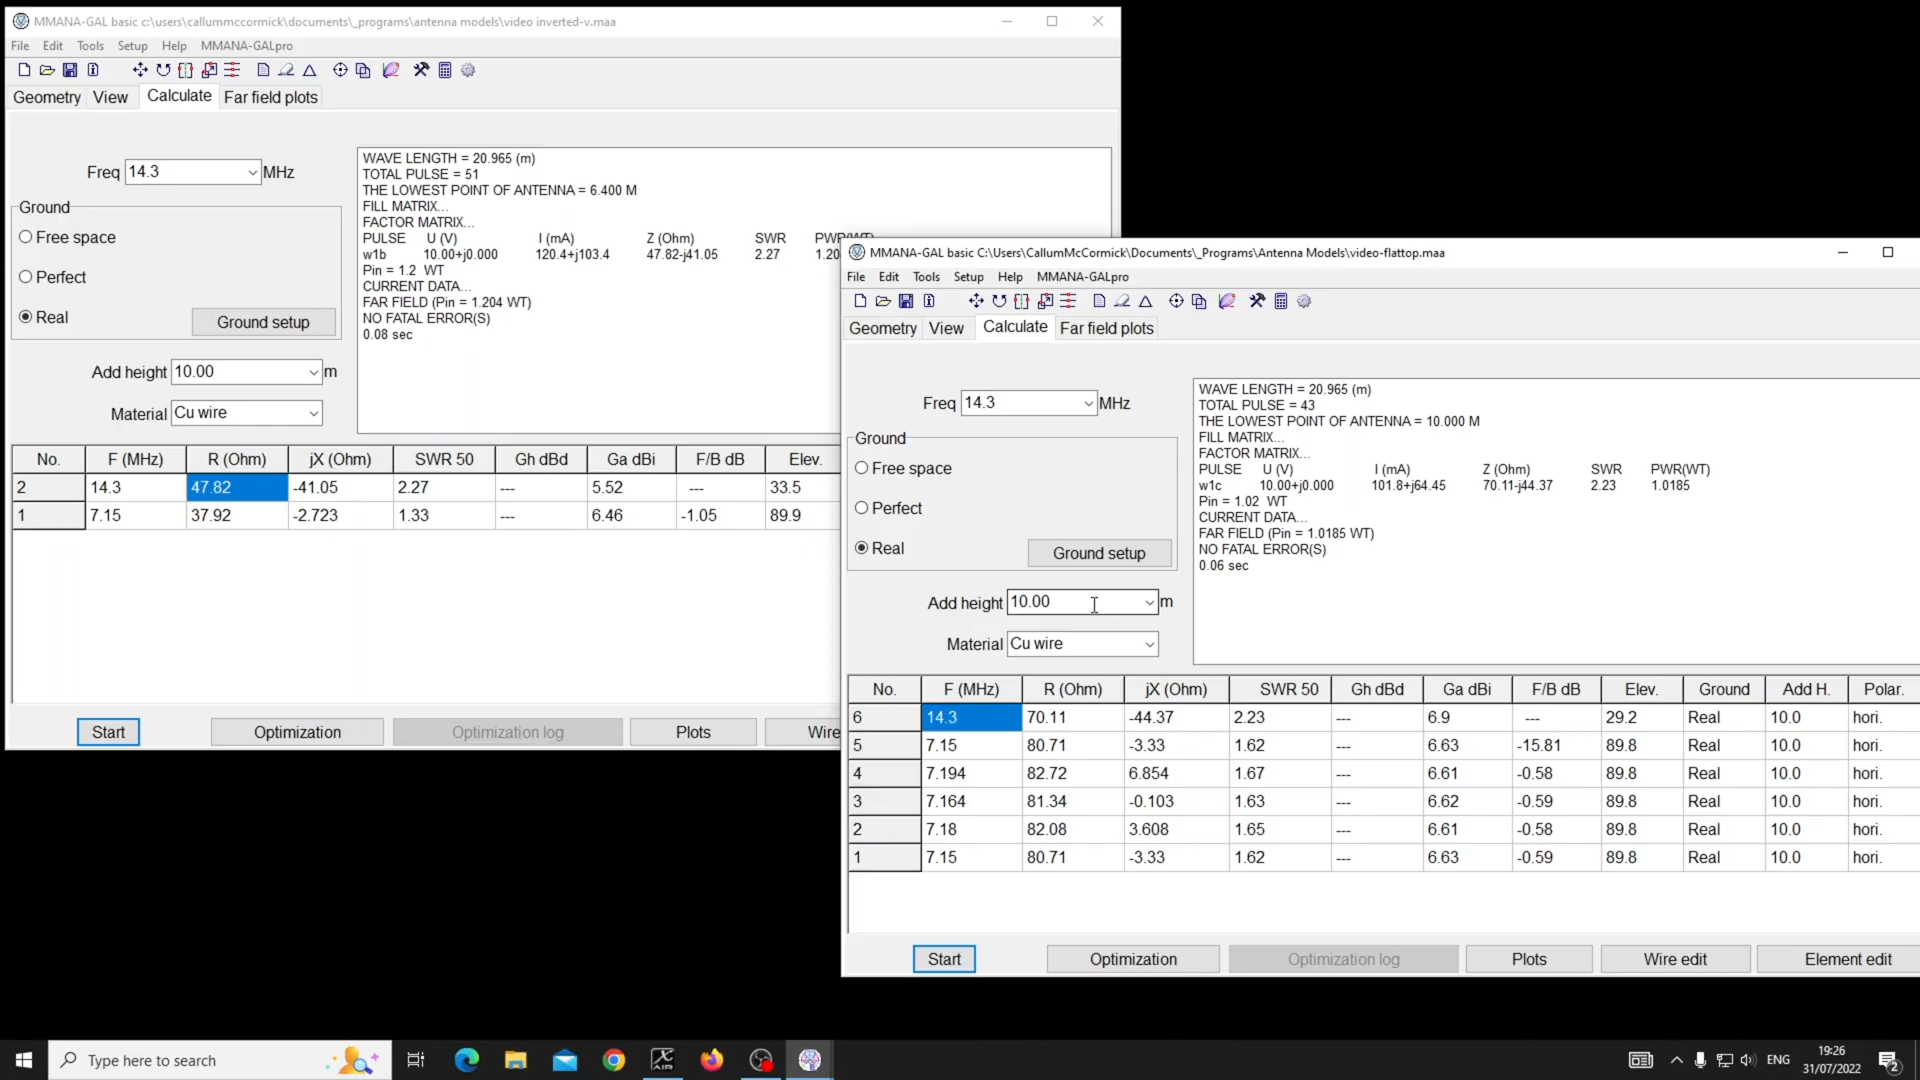 MMANA-GAL basic c:\users\callummccormick\documents\_programs\antenna models\video inverted-v.maa
File Edit Tools Setup Help MMANA-GALpro
Geometry View Calculate Far field plots
Freq 14.3 MHz
Ground
Free space
Perfect
Real
Ground setup
Add height 10.00 m
Material Cu wire
WAVE LENGTH = 20.965 (m)
TOTAL PULSE = 51
THE LOWEST POINT OF ANTENNA = 6.400 M
FILL MATRIX...
FACTOR MATRIX...
PULSE U (V) I (mA) Z (Ohm) SWR PWR(WT)
w1b 10.00+j0.000 120.4+j103.4 47.82-j41.05 2.27 1.20
Pin = 1.2 WT
CURRENT DATA...
FAR FIELD (Pin = 1.204 WT)
NO FATAL ERROR(S)
0.08 sec
No. F (MHz) R (Ohm) jX (Ohm) SWR 50 Gh dBd Ga dBi F/B dB Elev.
2 14.3 47.82 -41.05 2.27 --- 5.52 --- 33.5
1 7.15 37.92 -2.723 1.33 --- 6.46 -1.05 89.9
Start Optimization Optimization log Plots Wire
MMANA-GAL basic C:\Users\CallumMcCormick\Documents\_Programs\Antenna Models\video-flattop.maa
File Edit Tools Setup Help MMANA-GALpro
Geometry View Calculate Far field plots
Freq 14.3 MHz
Ground
Free space
Perfect
Real
Ground setup
Add height 10.00 m
Material Cu wire
WAVE LENGTH = 20.965 (m)
TOTAL PULSE = 43
THE LOWEST POINT OF ANTENNA = 10.000 M
FILL MATRIX...
FACTOR MATRIX...
PULSE U (V) I (mA) Z (Ohm) SWR PWR(WT)
w1c 10.00+j0.000 101.8+j64.45 70.11-j44.37 2.23 1.0185
Pin = 1.02 WT
CURRENT DATA...
FAR FIELD (Pin = 1.0185 WT)
NO FATAL ERROR(S)
0.06 sec
No. F (MHz) R (Ohm) jX (Ohm) SWR 50 Gh dBd Ga dBi F/B dB Elev. Ground Add H. Polar.
6 14.3 70.11 -44.37 2.23 --- 6.9 --- 29.2 Real 10.0 hori.
5 7.15 80.71 -3.33 1.62 --- 6.63 -15.81 89.8 Real 10.0 hori.
4 7.194 82.72 6.854 1.67 --- 6.61 -0.58 89.8 Real 10.0 hori.
3 7.164 81.34 -0.103 1.63 --- 6.62 -0.59 89.8 Real 10.0 hori.
2 7.18 82.08 3.608 1.65 --- 6.61 -0.58 89.8 Real 10.0 hori.
1 7.15 80.71 -3.33 1.62 --- 6.63 -0.59 89.8 Real 10.0 hori.
Start Optimization Optimization log Plots Wire edit Element edit
Type here to search
ENG
19:26
31/07/2022
2